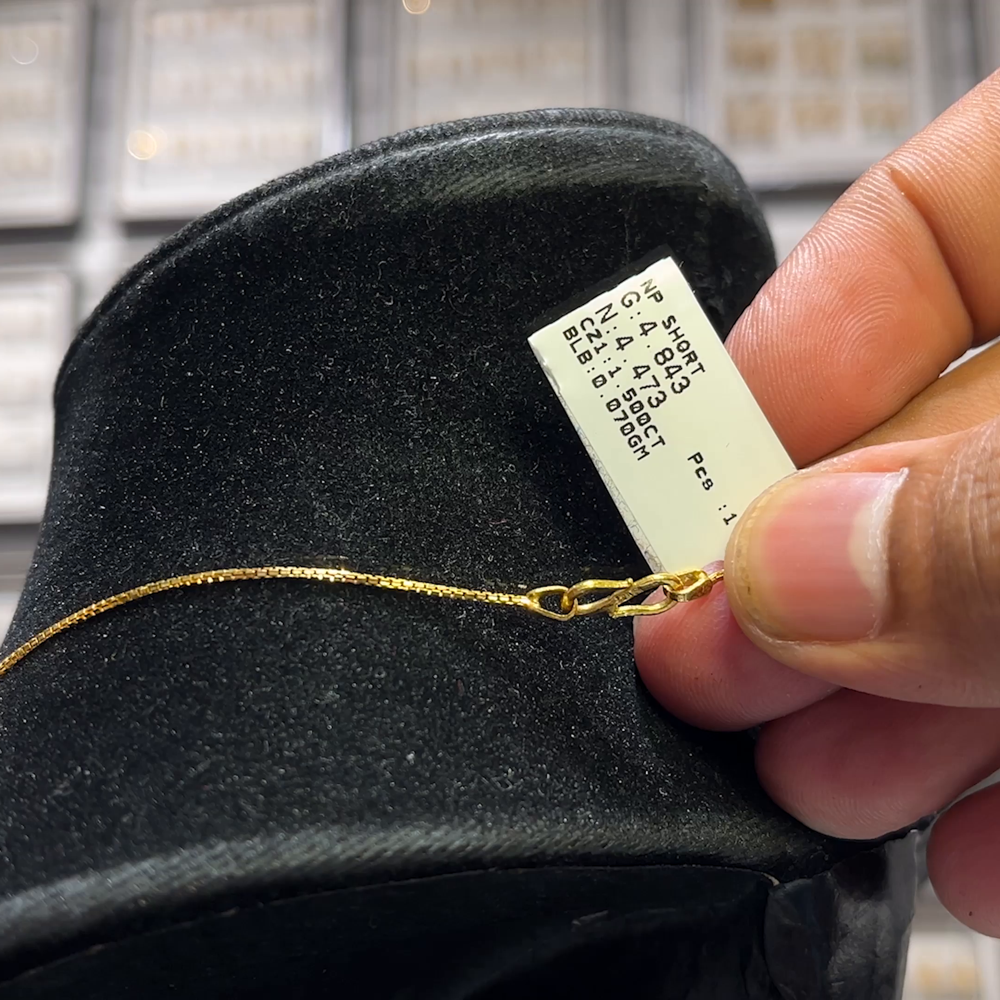 NP SHORT
G:4.843
N:4.473
CZ1:1.500CT
BLB:0.070GM
Pcs :1